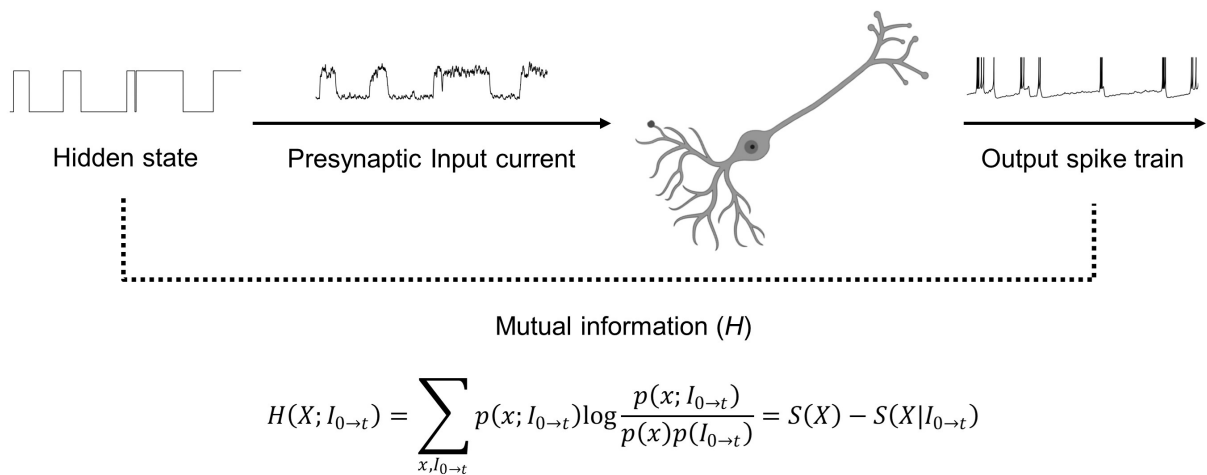 Hidden state
Presynaptic Input current
Output spike train
Mutual information (H)
H(X; I₀→ₜ) = ∑ p(x; I₀→ₜ)log p(x; I₀→ₜ) / p(x)p(I₀→ₜ) = S(X) − S(X|I₀→ₜ)
x,I₀→ₜ